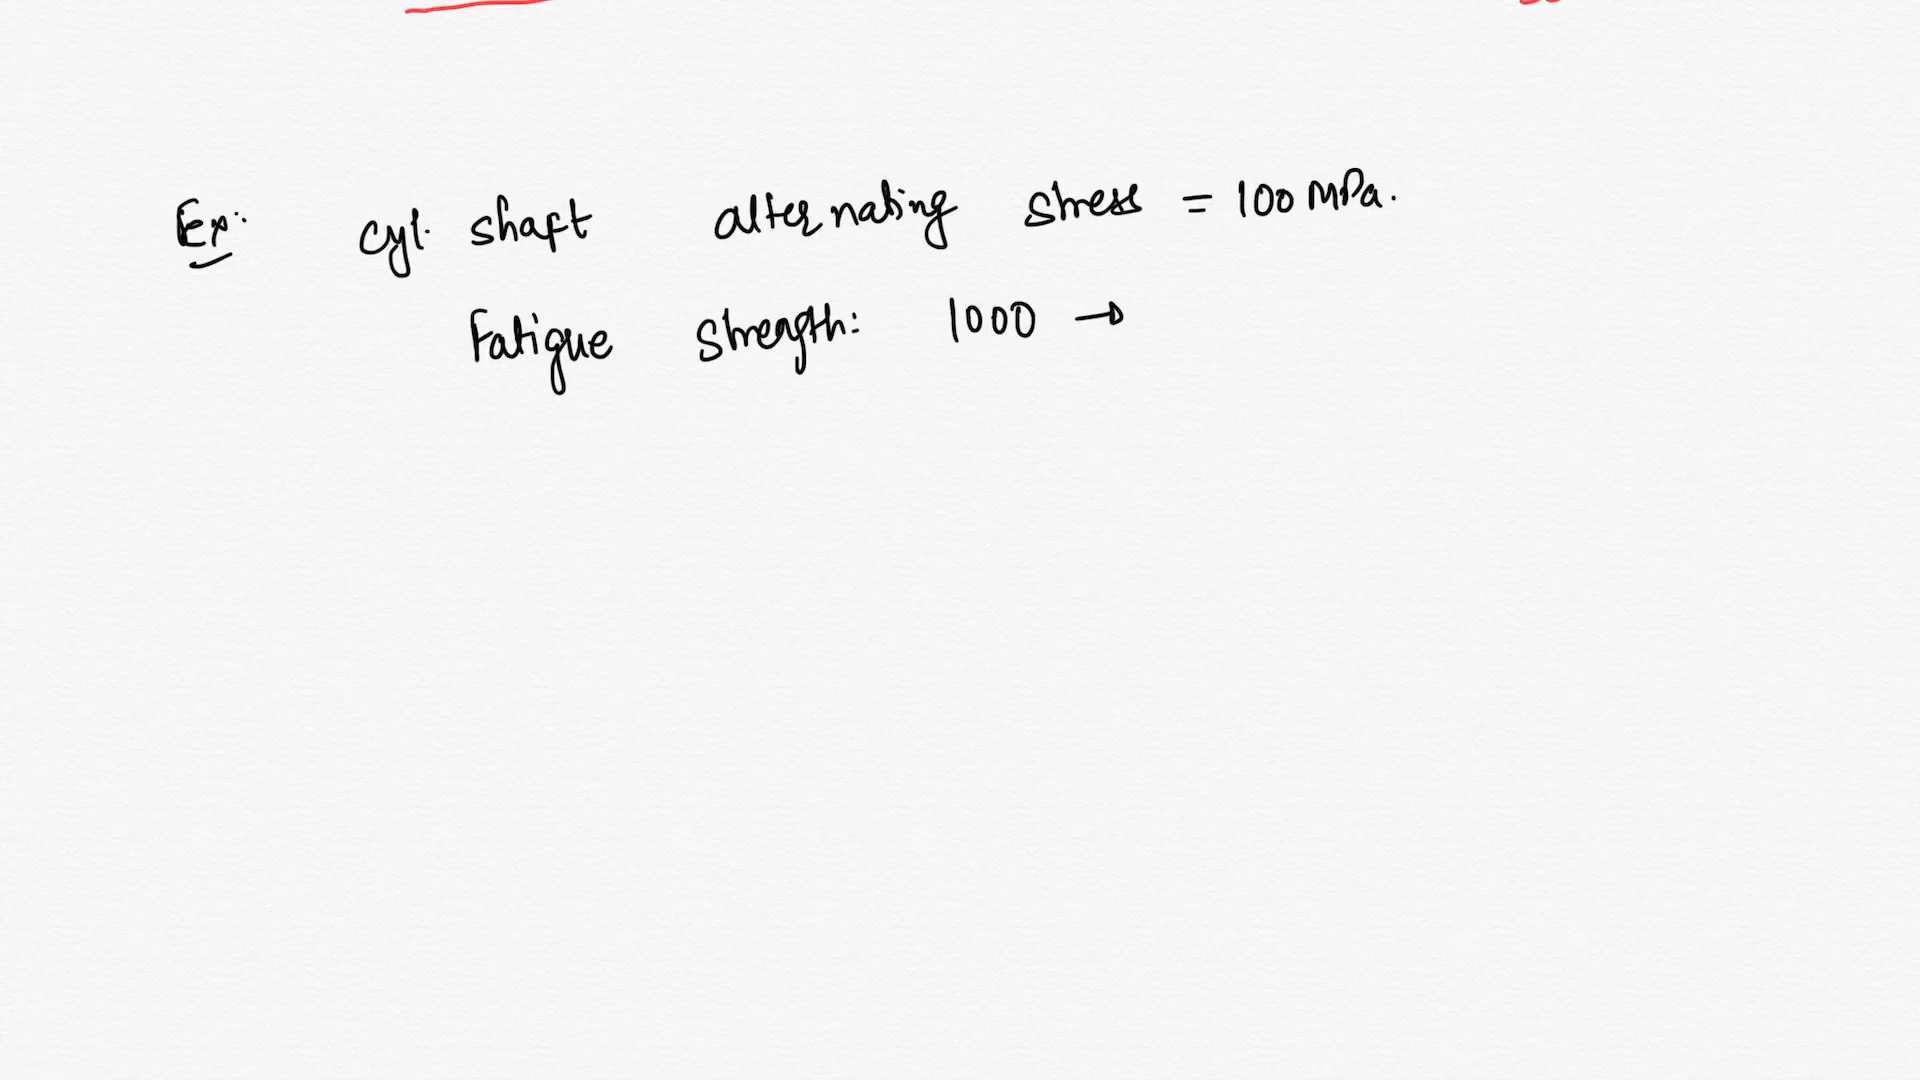 Ex: cyl. shaft alternating stress = 100 MPa.
Fatigue strength: 1000 →